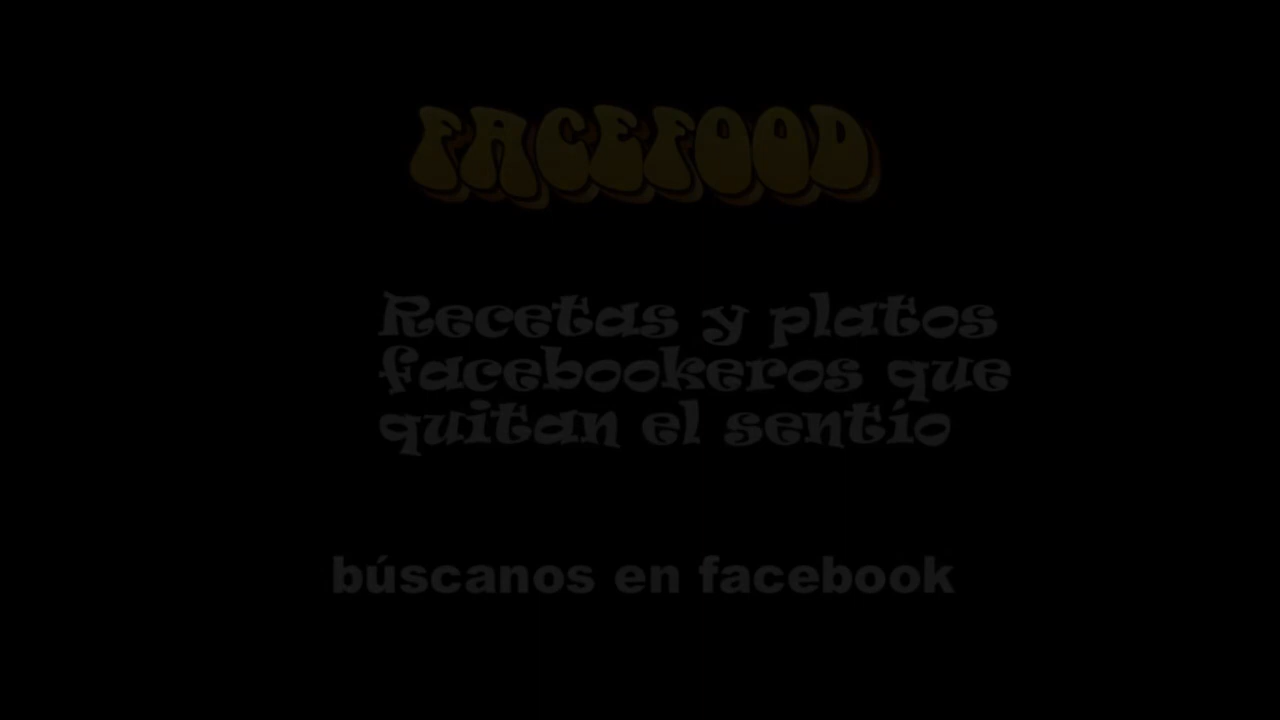 FACEFOOD
Recetas y platos
facebookeros que
quitan el sentío
búscanos en facebook